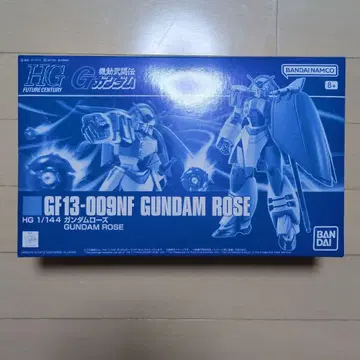 HG
FUTURE CENTURY
機動武闘伝
Gガンダム
BANDAI NAMCO
8+
GF13-009NF GUNDAM ROSE
HG 1/144 ガンダムローズ
GUNDAM ROSE
BANDAI